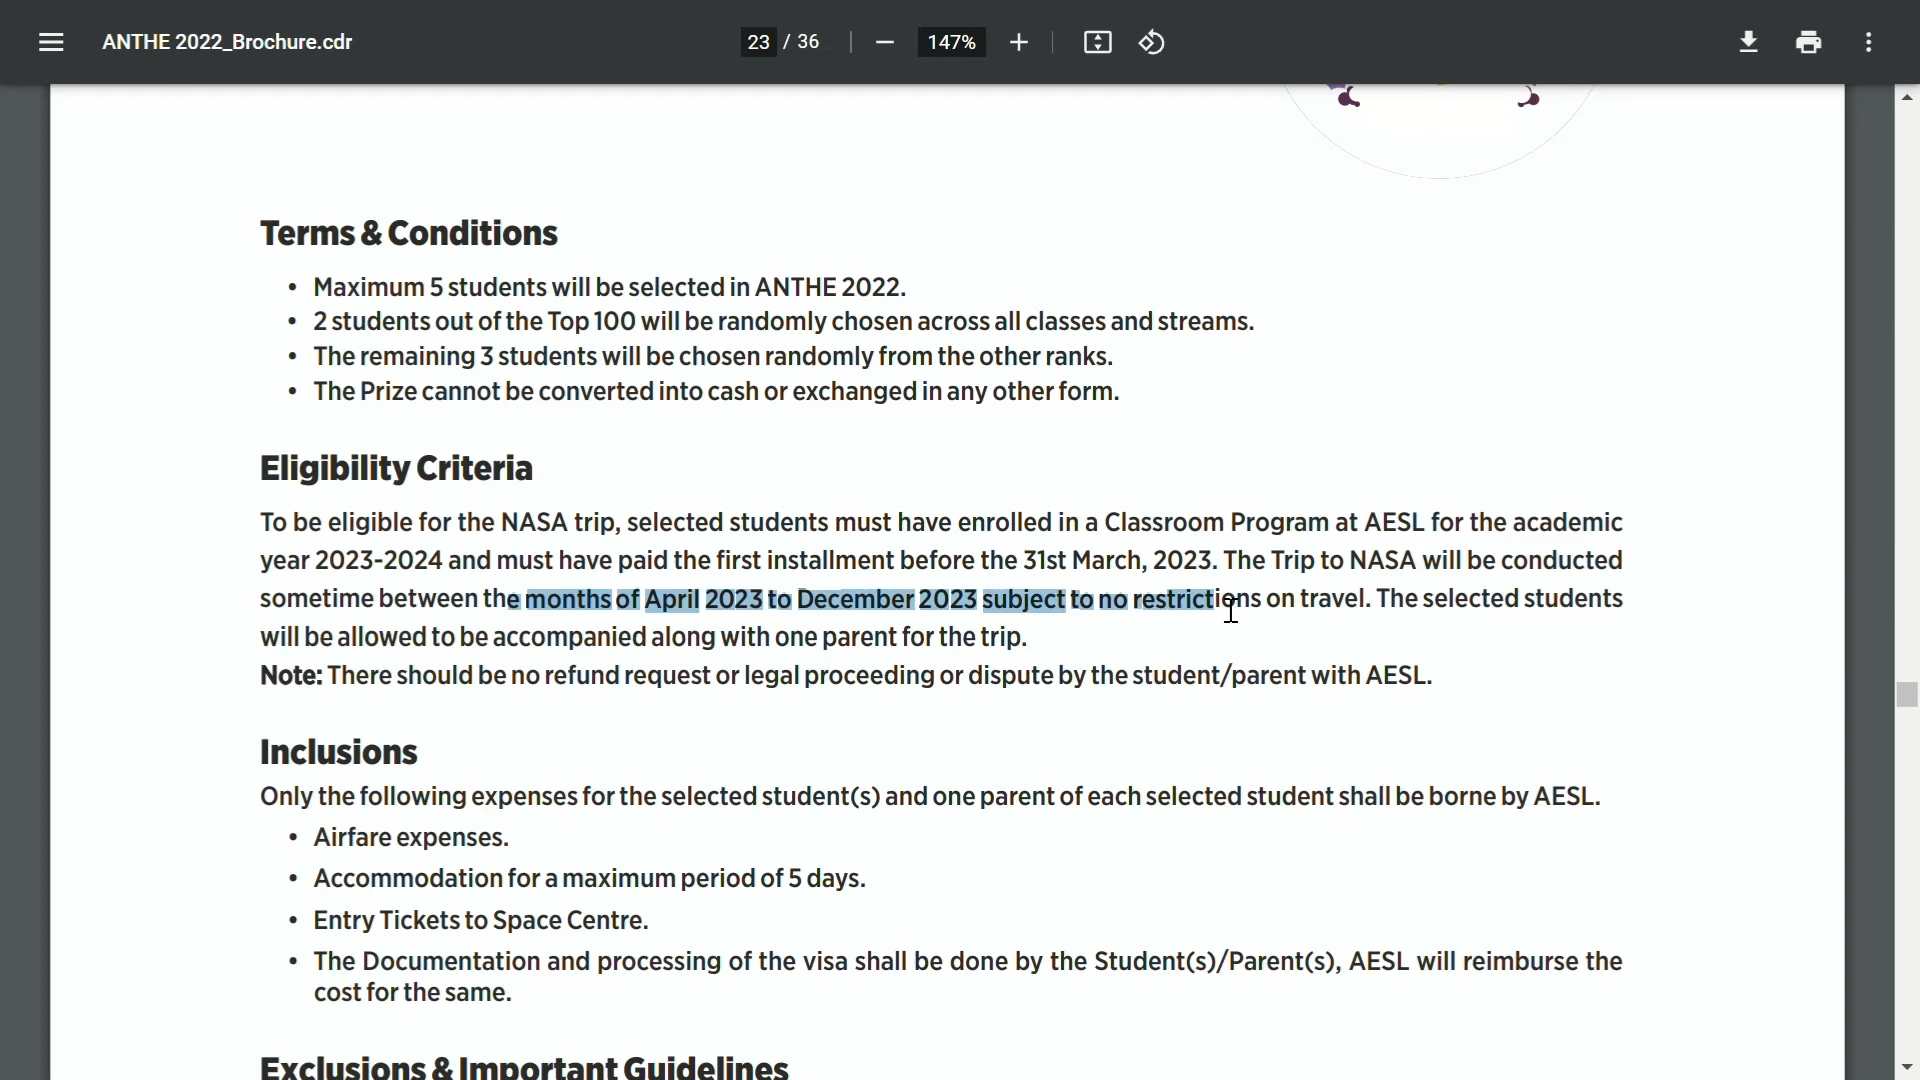 ANTHE 2022_Brochure.cdr
23 / 36
147%
Terms & Conditions
• Maximum 5 students will be selected in ANTHE 2022.
• 2 students out of the Top 100 will be randomly chosen across all classes and streams.
• The remaining 3 students will be chosen randomly from the other ranks.
• The Prize cannot be converted into cash or exchanged in any other form.
Eligibility Criteria
To be eligible for the NASA trip, selected students must have enrolled in a Classroom Program at AESL for the academic
year 2023-2024 and must have paid the first installment before the 31st March, 2023. The Trip to NASA will be conducted
sometime between the months of April 2023 to December 2023 subject to no restrictions on travel. The selected students
will be allowed to be accompanied along with one parent for the trip.
Note: There should be no refund request or legal proceeding or dispute by the student/parent with AESL.
Inclusions
Only the following expenses for the selected student(s) and one parent of each selected student shall be borne by AESL.
• Airfare expenses.
• Accommodation for a maximum period of 5 days.
• Entry Tickets to Space Centre.
• The Documentation and processing of the visa shall be done by the Student(s)/Parent(s), AESL will reimburse the
cost for the same.
Exclusions & Important Guidelines